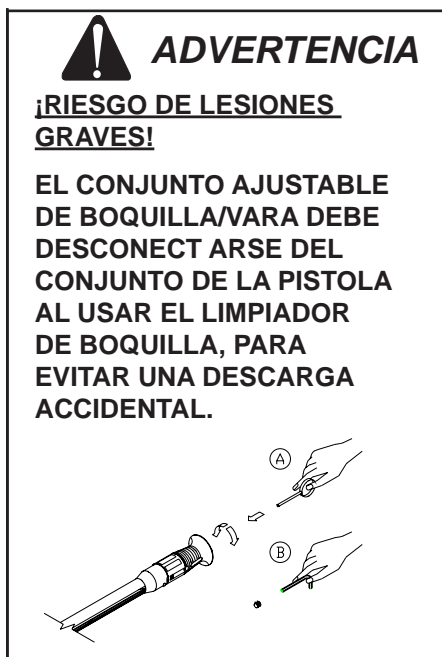 ADVERTENCIA
¡RIESGO DE LESIONES
GRAVES!
EL CONJUNTO AJUSTABLE
DE BOQUILLA/VARA DEBE
DESCONECT ARSE DEL
CONJUNTO DE LA PISTOLA
AL USAR EL LIMPIADOR
DE BOQUILLA, PARA
EVITAR UNA DESCARGA
ACCIDENTAL.
A
B